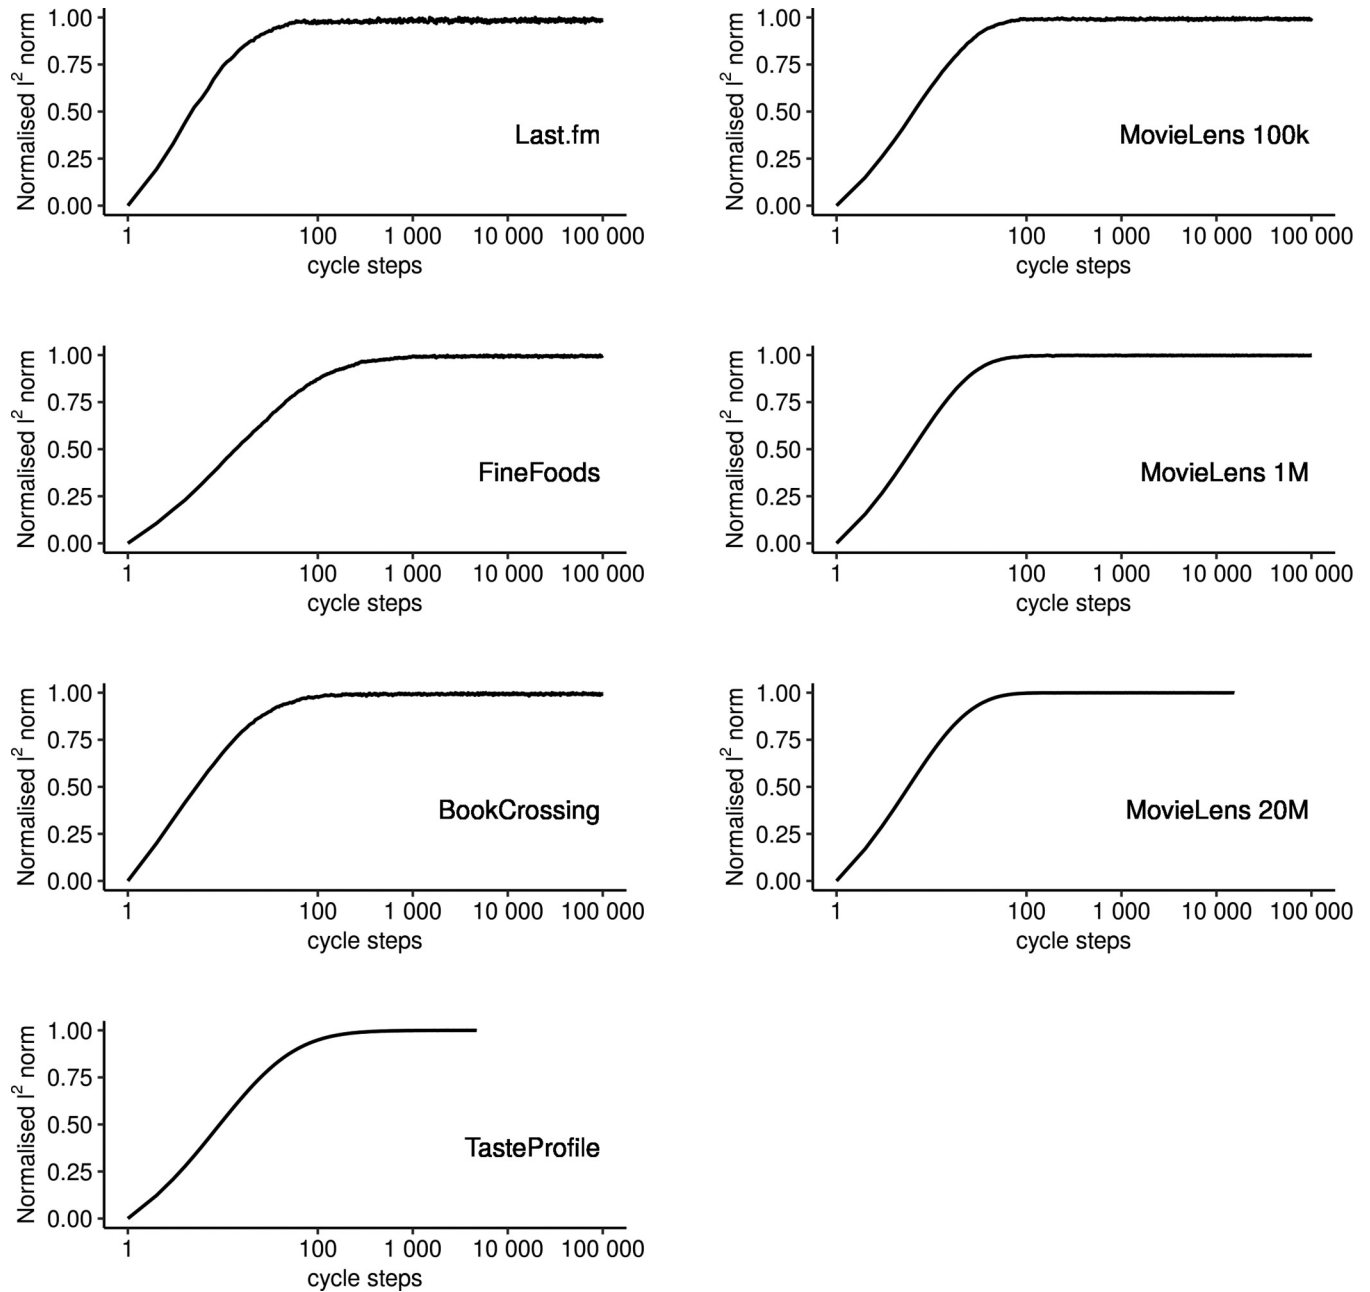 Normalised l² norm
1.00
0.75
0.50
0.25
0.00
Last.fm
1 100 1 000 10 000 100 000
cycle steps
Normalised l² norm
1.00
0.75
0.50
0.25
0.00
MovieLens 100k
1 100 1 000 10 000 100 000
cycle steps
Normalised l² norm
1.00
0.75
0.50
0.25
0.00
FineFoods
1 100 1 000 10 000 100 000
cycle steps
Normalised l² norm
1.00
0.75
0.50
0.25
0.00
MovieLens 1M
1 100 1 000 10 000 100 000
cycle steps
Normalised l² norm
1.00
0.75
0.50
0.25
0.00
BookCrossing
1 100 1 000 10 000 100 000
cycle steps
Normalised l² norm
1.00
0.75
0.50
0.25
0.00
MovieLens 20M
1 100 1 000 10 000 100 000
cycle steps
Normalised l² norm
1.00
0.75
0.50
0.25
0.00
TasteProfile
1 100 1 000 10 000 100 000
cycle steps